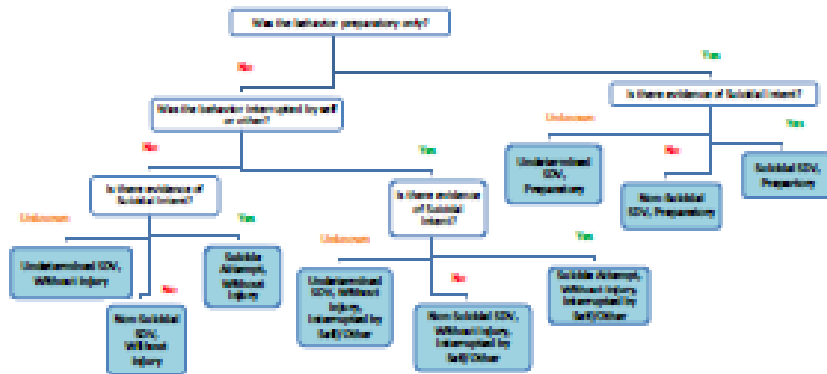 Was the behavior preparatory only?
Yes
No
Is there evidence of Suicidal Intent?
Was the behavior interrupted by self
or other?
Unknown
Yes
No
No
Yes
Undetermined
SDV,
Preparatory
Suicidal SDV,
Preparatory
Non-Suicidal
SDV, Preparatory
Is there evidence of
Suicidal Intent?
Is there evidence
of Suicidal
Intent?
Unknown
Yes
Unknown
Yes
Undetermined SDV,
Without Injury
Suicide
Attempt,
Without
Injury
No
No
Undetermined
SDV, Without
Injury,
Interrupted by
Self/Other
Suicide Attempt,
Without Injury,
Interrupted by
Self/Other
Non-Suicidal
SDV,
Without
Injury
Non-Suicidal SDV,
Without Injury,
Interrupted by
Self/Other